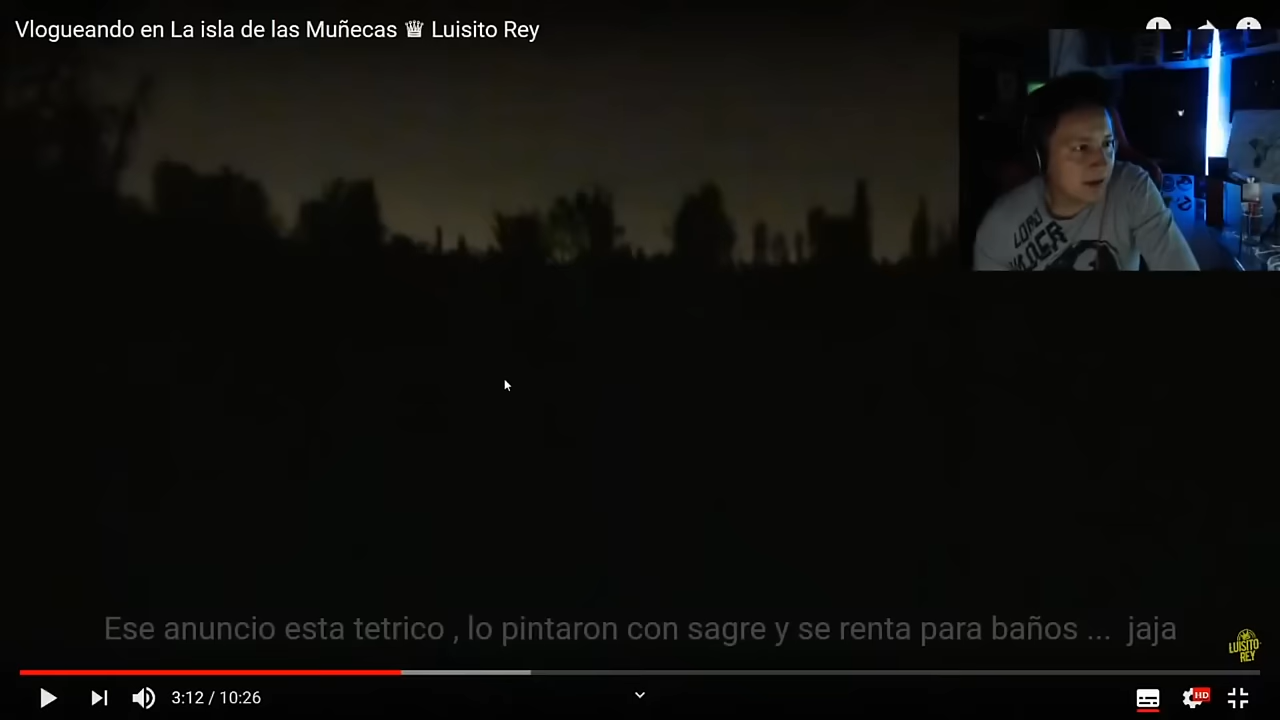 Vlogueando en La isla de las Muñecas ♕ Luisito Rey
LORD
Ese anuncio esta tetrico , lo pintaron con sagre y se renta para baños ... jaja
LUISITO
REY
3:12 / 10:26
HD